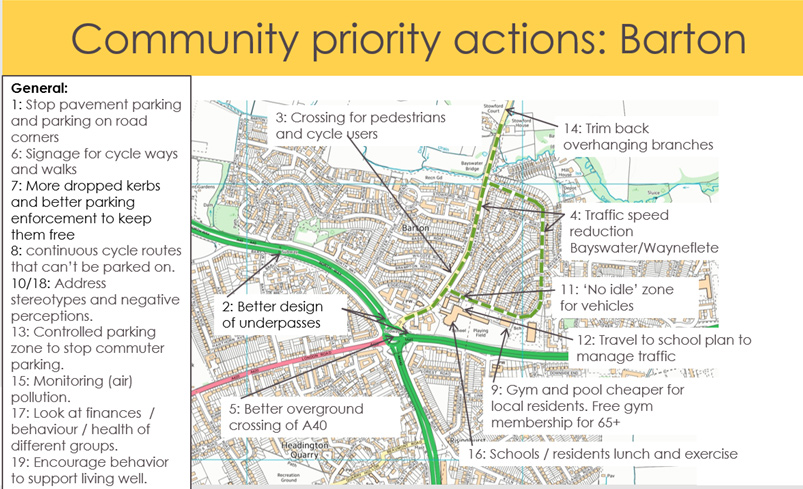 Community priority actions: Barton
General:
1: Stop pavement parking
and parking on road
corners
6: Signage for cycle ways
and walks
7: More dropped kerbs
and better parking
enforcement to keep
them free
8: continuous cycle routes
that can't be parked on.
10/18: Address
stereotypes and negative
perceptions.
13: Controlled parking
zone to stop commuter
parking.
15: Monitoring (air)
pollution.
17: Look at finances /
behaviour / health of
different groups.
19: Encourage behavior
to support living well.
3: Crossing for pedestrians
and cycle users
14: Trim back
overhanging branches
4: Traffic speed
reduction
Bayswater/Wayneflete
11: 'No idle' zone
for vehicles
2: Better design
of underpasses
12: Travel to school plan to
manage traffic
9: Gym and pool cheaper for
local residents. Free gym
membership for 65+
5: Better overground
crossing of A40
16: Schools / residents lunch and exercise
Stowford
Court
Stowford
House
Bayswater
Bridge
Recn Gd
Barton
Playing
Field
LONDON ROAD
Headington
Quarry
Recreation
Ground